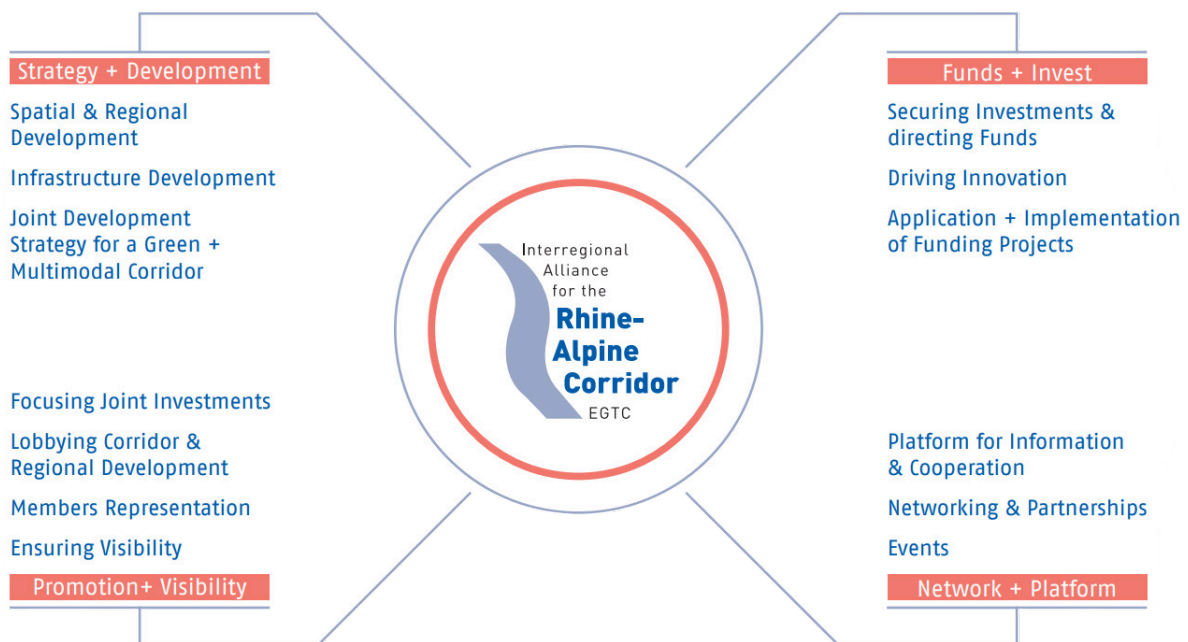 Strategy + Development
Spatial & Regional
Development
Infrastructure Development
Joint Development
Strategy for a Green +
Multimodal Corridor
Funds + Invest
Securing Investments &
directing Funds
Driving Innovation
Application + Implementation
of Funding Projects
Interregional
Alliance
for the
Rhine-
Alpine
Corridor
EGTC
Focusing Joint Investments
Lobbying Corridor &
Regional Development
Members Representation
Ensuring Visibility
Promotion+ Visibility
Platform for Information
& Cooperation
Networking & Partnerships
Events
Network + Platform